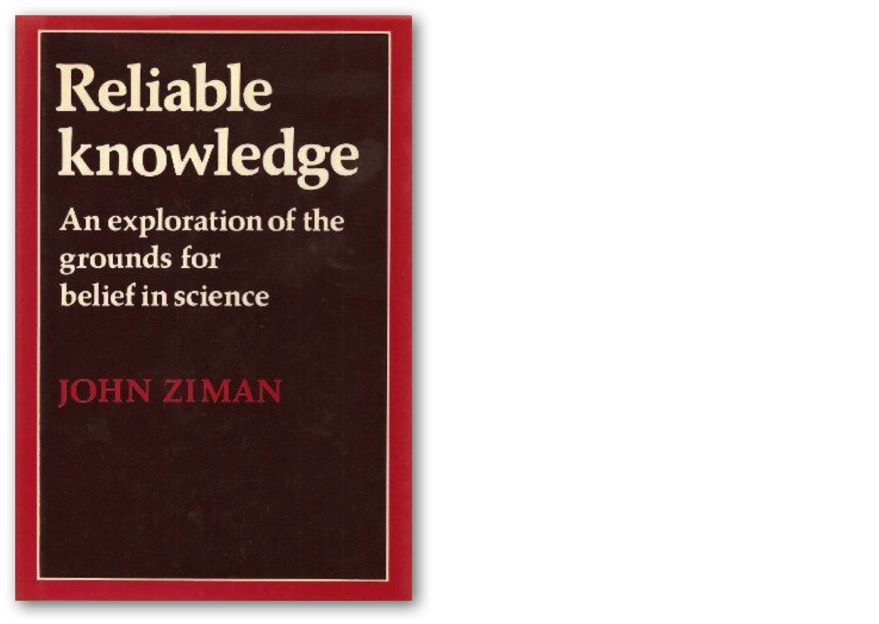 Reliable
knowledge
An exploration of the
grounds for
belief in science
JOHN ZIMAN